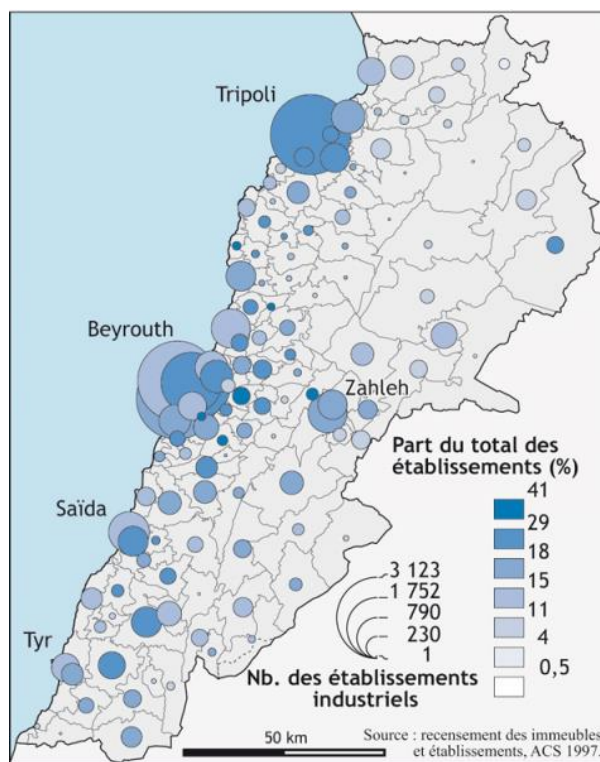 Tripoli
Beyrouth
Zahleh
Saïda
Tyr
Part du total des
établissements (%)
41
29
18
15
11
4
0,5
3 123
1 752
790
230
1
Nb. des établissements
industriels
50 km
Source : recensement des immeubles
et établissements, ACS 1997.